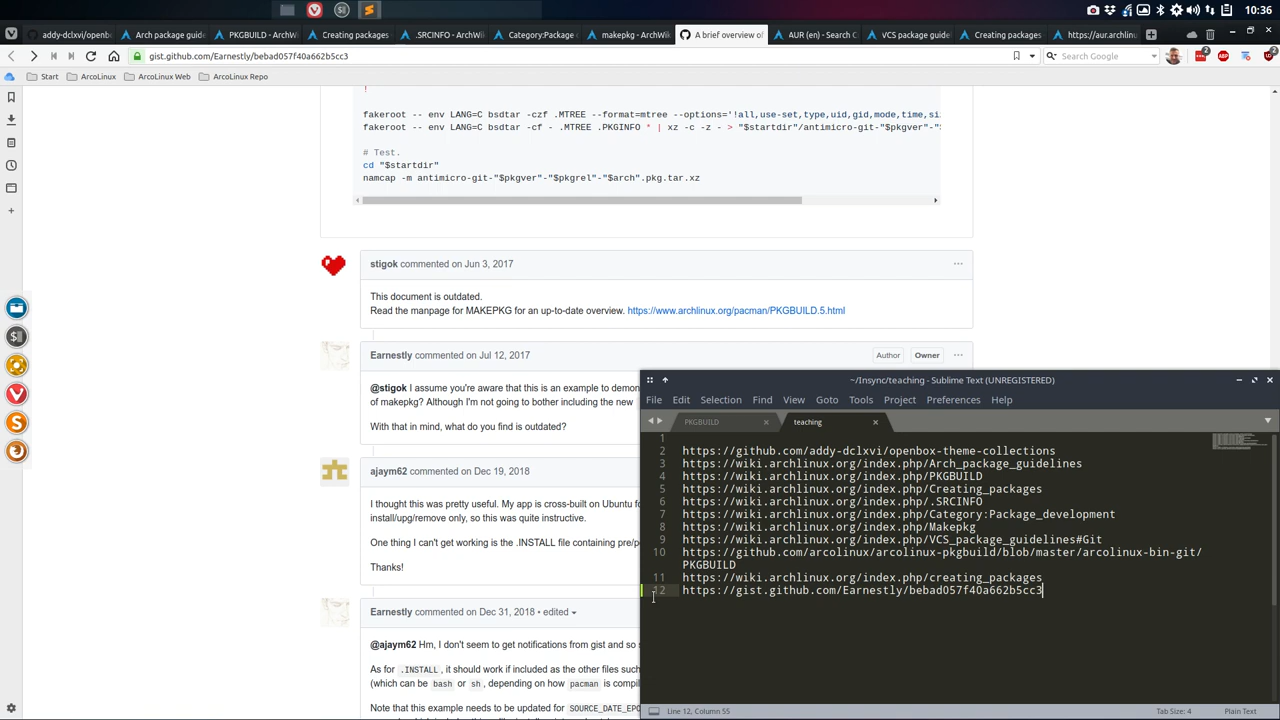 10:36
addy-dclxvi/openb
Arch package guide
PKGBUILD - ArchW
Creating packages
.SRCINFO - ArchWi
Category:Package
makepkg - ArchWik
A brief overview of
AUR (en) - Search C
VCS package guidel
Creating packages
https://aur.archlinu
gist.github.com/Earnestly/bebad057f40a662b5cc3
Search Google
Start
ArcoLinux
ArcoLinux Web
ArcoLinux Repo
!
fakeroot -- env LANG=C bsdtar -czf .MTREE --format=mtree --options='!all,use-set,type,uid,gid,mode,time,si
fakeroot -- env LANG=C bsdtar -cf - .MTREE .PKGINFO * | xz -c -z - > "$startdir"/antimicro-git-"$pkgver"-"$
# Test.
cd "$startdir"
namcap -m antimicro-git-"$pkgver"-"$pkgrel"-"$arch".pkg.tar.xz
stigok commented on Jun 3, 2017
This document is outdated.
Read the manpage for MAKEPKG for an up-to-date overview. https://www.archlinux.org/pacman/PKGBUILD.5.html
Earnestly commented on Jul 12, 2017
Author
Owner
@stigok I assume you're aware that this is an example to demon
of makepkg? Although I'm not going to bother including the new
With that in mind, what do you find is outdated?
ajaym62 commented on Dec 19, 2018
I thought this was pretty useful. My app is cross-built on Ubuntu fo
install/upg/remove only, so this was quite instructive.
One thing I can't get working is the .INSTALL file containing pre/p
Thanks!
Earnestly commented on Dec 31, 2018 • edited
@ajaym62 Hm, I don't seem to get notifications from gist and so s
As for .INSTALL, it should work if included as the other files such
(which can be bash or sh, depending on how pacman is compil
Note that this example needs to be updated for SOURCE_DATE_EPO
~/Insync/teaching - Sublime Text (UNREGISTERED)
File
Edit
Selection
Find
View
Goto
Tools
Project
Preferences
Help
PKGBUILD
teaching
1
2 https://github.com/addy-dclxvi/openbox-theme-collections
3 https://wiki.archlinux.org/index.php/Arch_package_guidelines
4 https://wiki.archlinux.org/index.php/PKGBUILD
5 https://wiki.archlinux.org/index.php/Creating_packages
6 https://wiki.archlinux.org/index.php/.SRCINFO
7 https://wiki.archlinux.org/index.php/Category:Package_development
8 https://wiki.archlinux.org/index.php/Makepkg
9 https://wiki.archlinux.org/index.php/VCS_package_guidelines#Git
10 https://github.com/arcolinux/arcolinux-pkgbuild/blob/master/arcolinux-bin-git/
PKGBUILD
11 https://wiki.archlinux.org/index.php/creating_packages
12 https://gist.github.com/Earnestly/bebad057f40a662b5cc3
Line 12, Column 55
Tab Size: 4
Plain Text